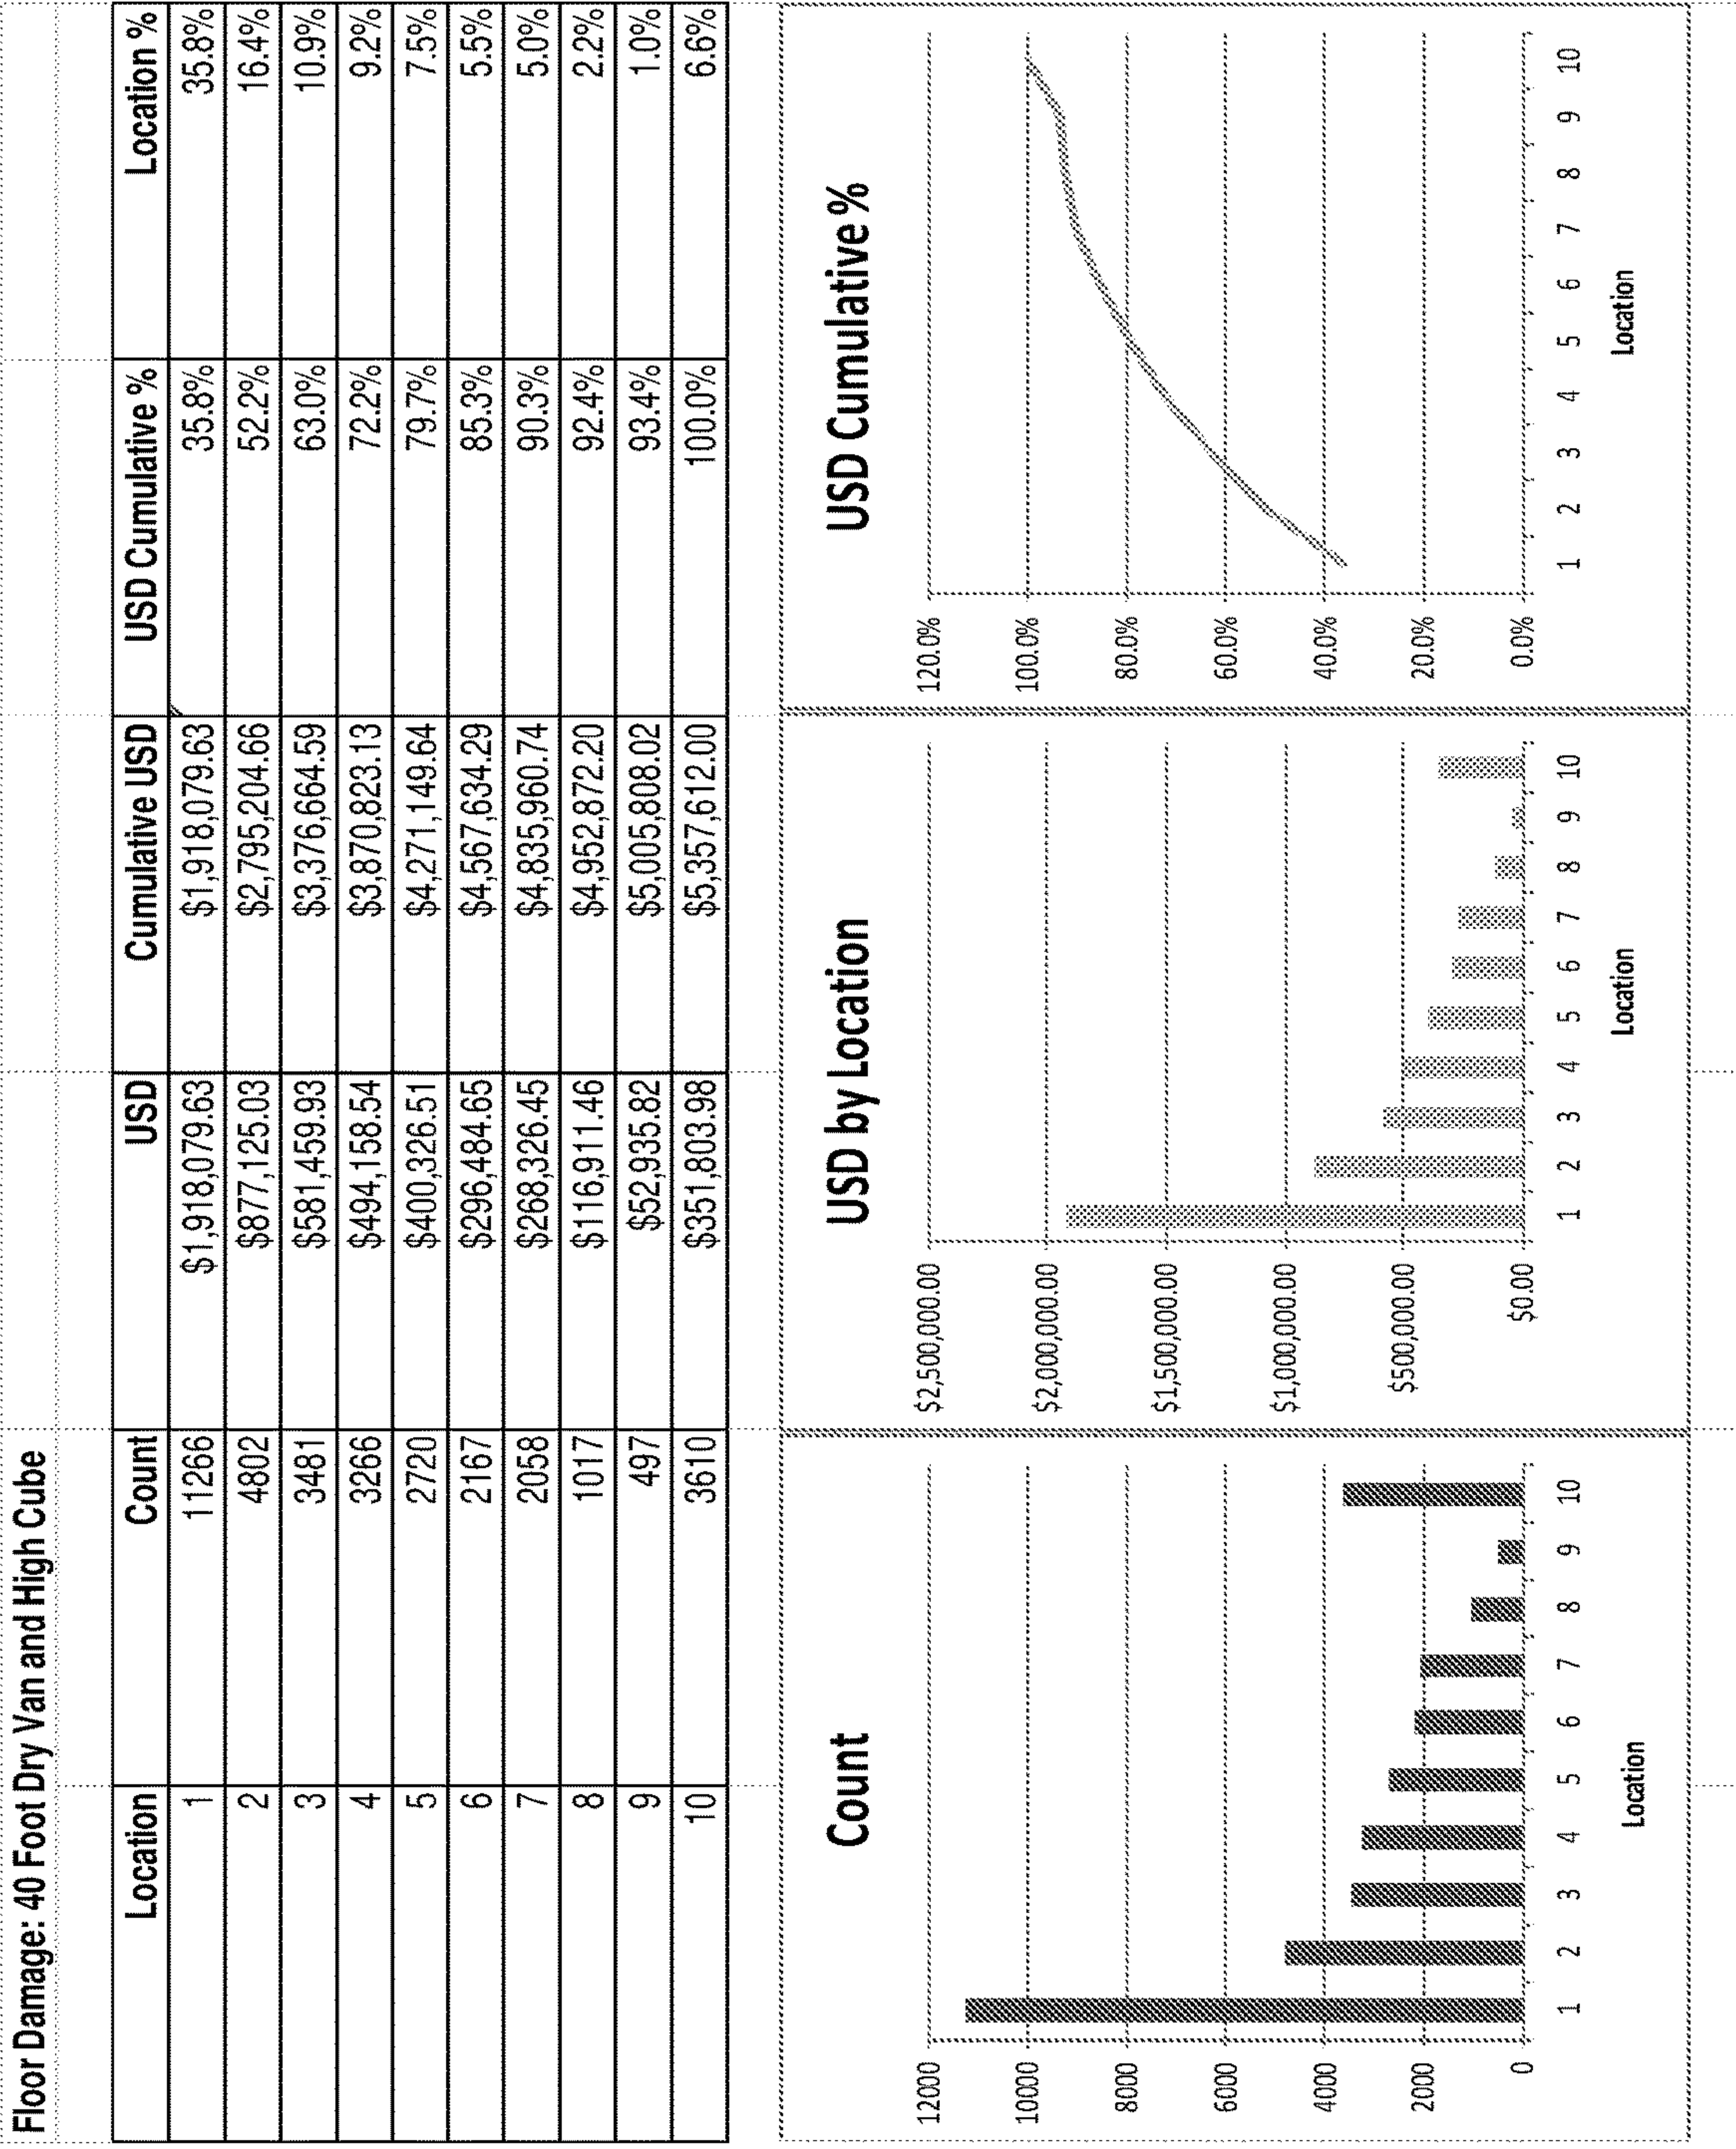 Floor Damage: 40 Foot Dry Van and High Cube
Location Count USD Cumulative USD USD Cumulative % Location %
1 11266 $1,918,079.63 $1,918,079.63 35.8% 35.8%
2 4802 $877,125.03 $2,795,204.66 52.2% 16.4%
3 3481 $581,459.93 $3,376,664.59 63.0% 10.9%
4 3266 $494,158.54 $3,870,823.13 72.2% 9.2%
5 2720 $400,326.51 $4,271,149.64 79.7% 7.5%
6 2167 $296,484.65 $4,567,634.29 85.3% 5.5%
7 2058 $268,326.45 $4,835,960.74 90.3% 5.0%
8 1017 $116,911.46 $4,952,872.20 92.4% 2.2%
9 497 $52,935.82 $5,005,808.02 93.4% 1.0%
10 3610 $351,803.98 $5,357,612.00 100.0% 6.6%
Count
12000
10000
8000
6000
4000
2000
0
1 2 3 4 5 6 7 8 9 10
Location
USD by Location
$2,500,000.00
$2,000,000.00
$1,500,000.00
$1,000,000.00
$500,000.00
$0.00
1 2 3 4 5 6 7 8 9 10
Location
USD Cumulative %
120.0%
100.0%
80.0%
60.0%
40.0%
20.0%
0.0%
1 2 3 4 5 6 7 8 9 10
Location